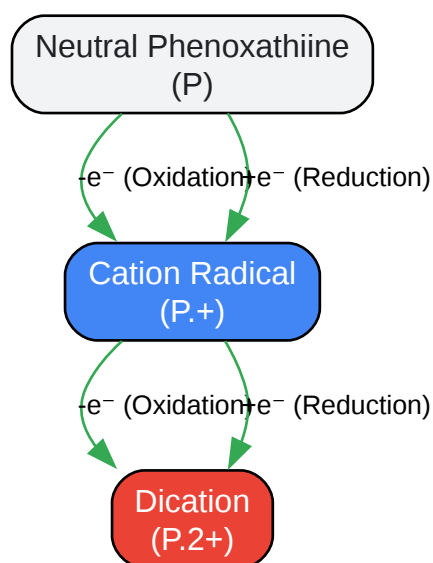 Neutral Phenoxathiine
(P)
-e⁻ (Oxidation)
+e⁻ (Reduction)
Cation Radical
(P.+)
-e⁻ (Oxidation)
+e⁻ (Reduction)
Dication
(P.2+)